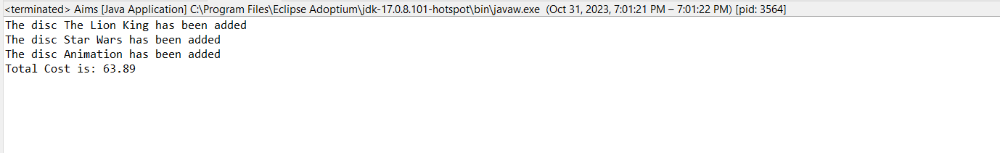 <terminated> Aims [Java Application] C:\Program Files\Eclipse Adoptium\jdk-17.0.8.101-hotspot\bin\javaw.exe (Oct 31, 2023, 7:01:21 PM – 7:01:22 PM) [pid: 3564]
The disc The Lion King has been added
The disc Star Wars has been added
The disc Animation has been added
Total Cost is: 63.89